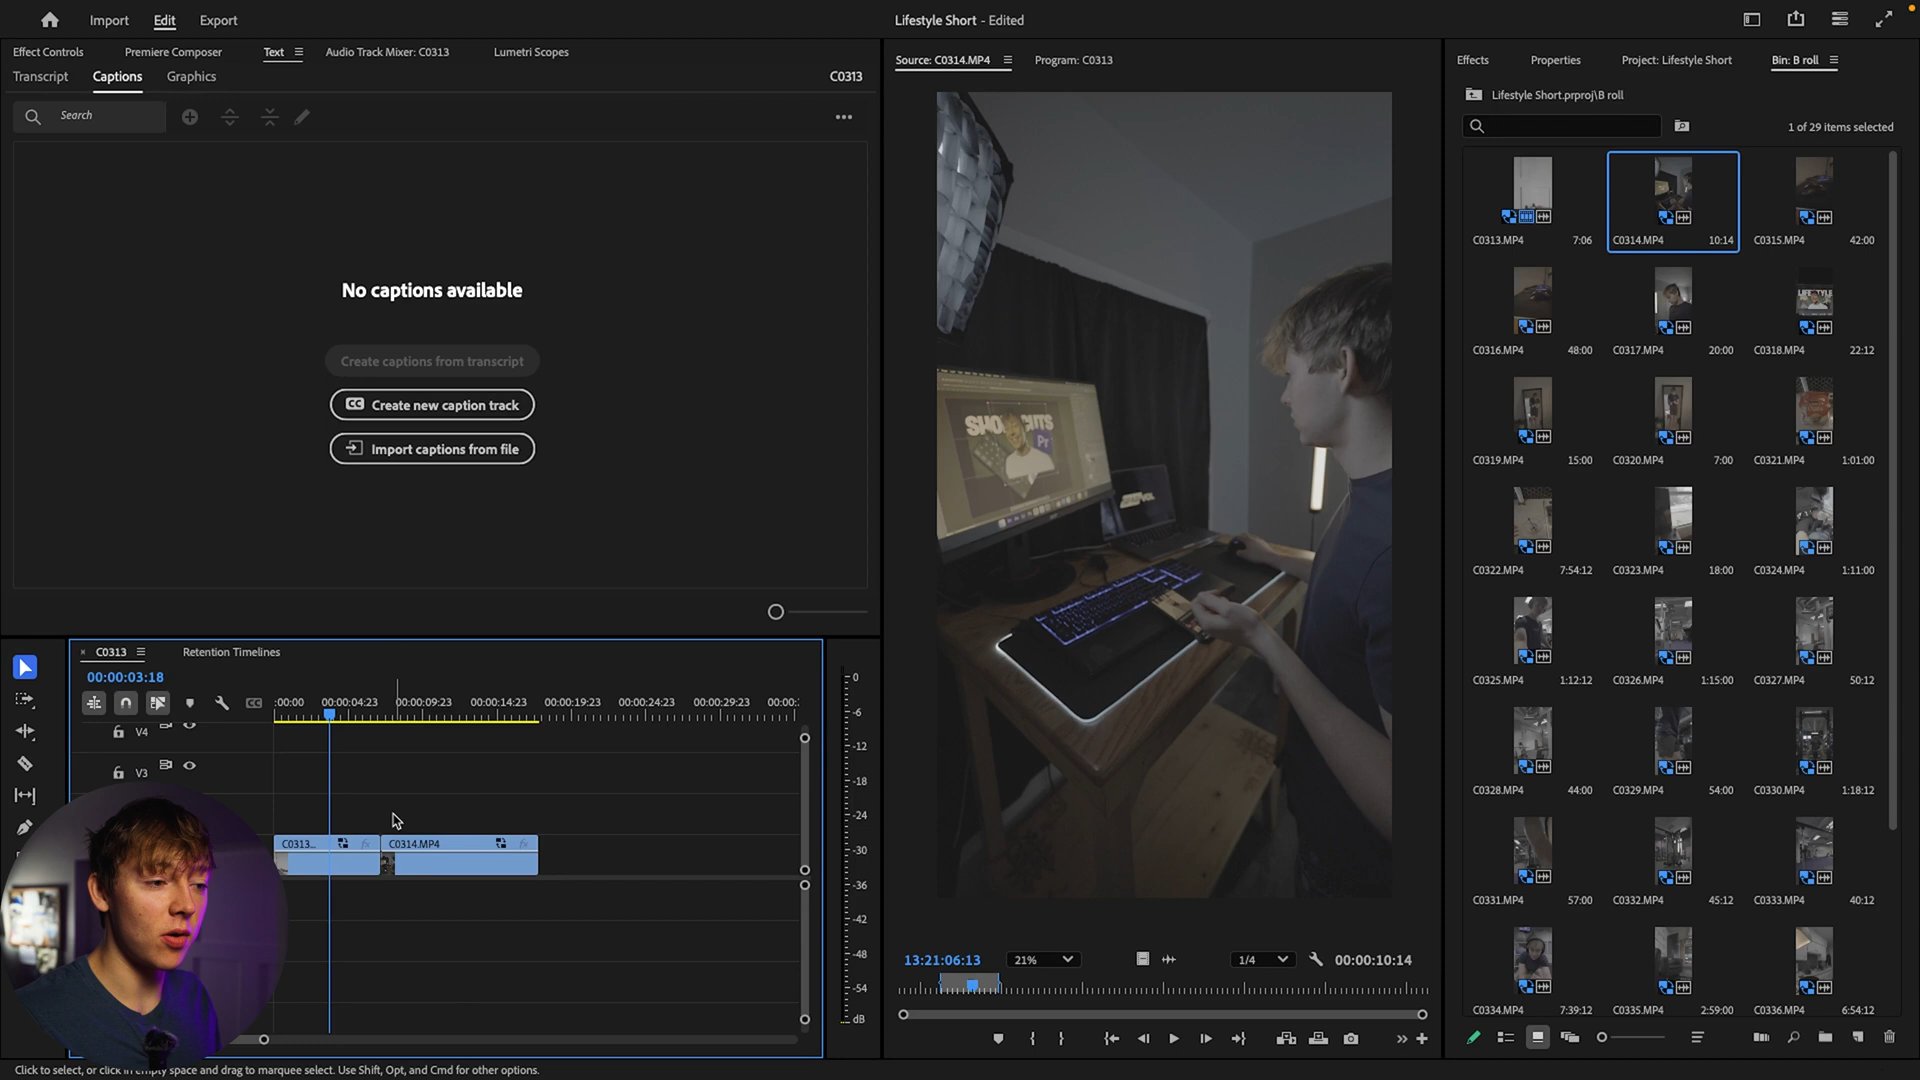 Import
Edit
Export
Lifestyle Short - Edited
Effect Controls
Premiere Composer
Text
Audio Track Mixer: C0313
Lumetri Scopes
Transcript
Captions
Graphics
C0313
Search
No captions available
Create captions from transcript
CC Create new caption track
Import captions from file
Source: C0314.MP4
Program: C0313
SHORTCUTS
Pr
13:21:06:13
21%
1/4
00:00:10:14
Effects
Properties
Project: Lifestyle Short
Bin: B roll
Lifestyle Short.prproj\B roll
1 of 29 items selected
C0313.MP4 7:06
C0314.MP4 10:14
C0315.MP4 42:00
LIFESTYLE
C0316.MP4 48:00
C0317.MP4 20:00
C0318.MP4 22:12
C0319.MP4 15:00
C0320.MP4 7:00
C0321.MP4 1:01:00
C0322.MP4 7:54:12
C0323.MP4 18:00
C0324.MP4 1:11:00
C0325.MP4 1:12:12
C0326.MP4 1:15:00
C0327.MP4 50:12
C0328.MP4 44:00
C0329.MP4 54:00
C0330.MP4 1:18:12
C0331.MP4 57:00
C0332.MP4 45:12
C0333.MP4 40:12
C0334.MP4 7:39:12
C0335.MP4 2:59:00
C0336.MP4 6:54:12
× C0313
Retention Timelines
00:00:03:18
CC
:00:00
00:00:04:23
00:00:09:23
00:00:14:23
00:00:19:23
00:00:24:23
00:00:29:23
00:00:
V4
V3
C0313... fx
C0314.MP4 fx
0
-6
-12
-18
-24
-30
-36
-42
-48
-54
dB
Click to select, or click in empty space and drag to marquee select. Use Shift, Opt, and Cmd for other options.